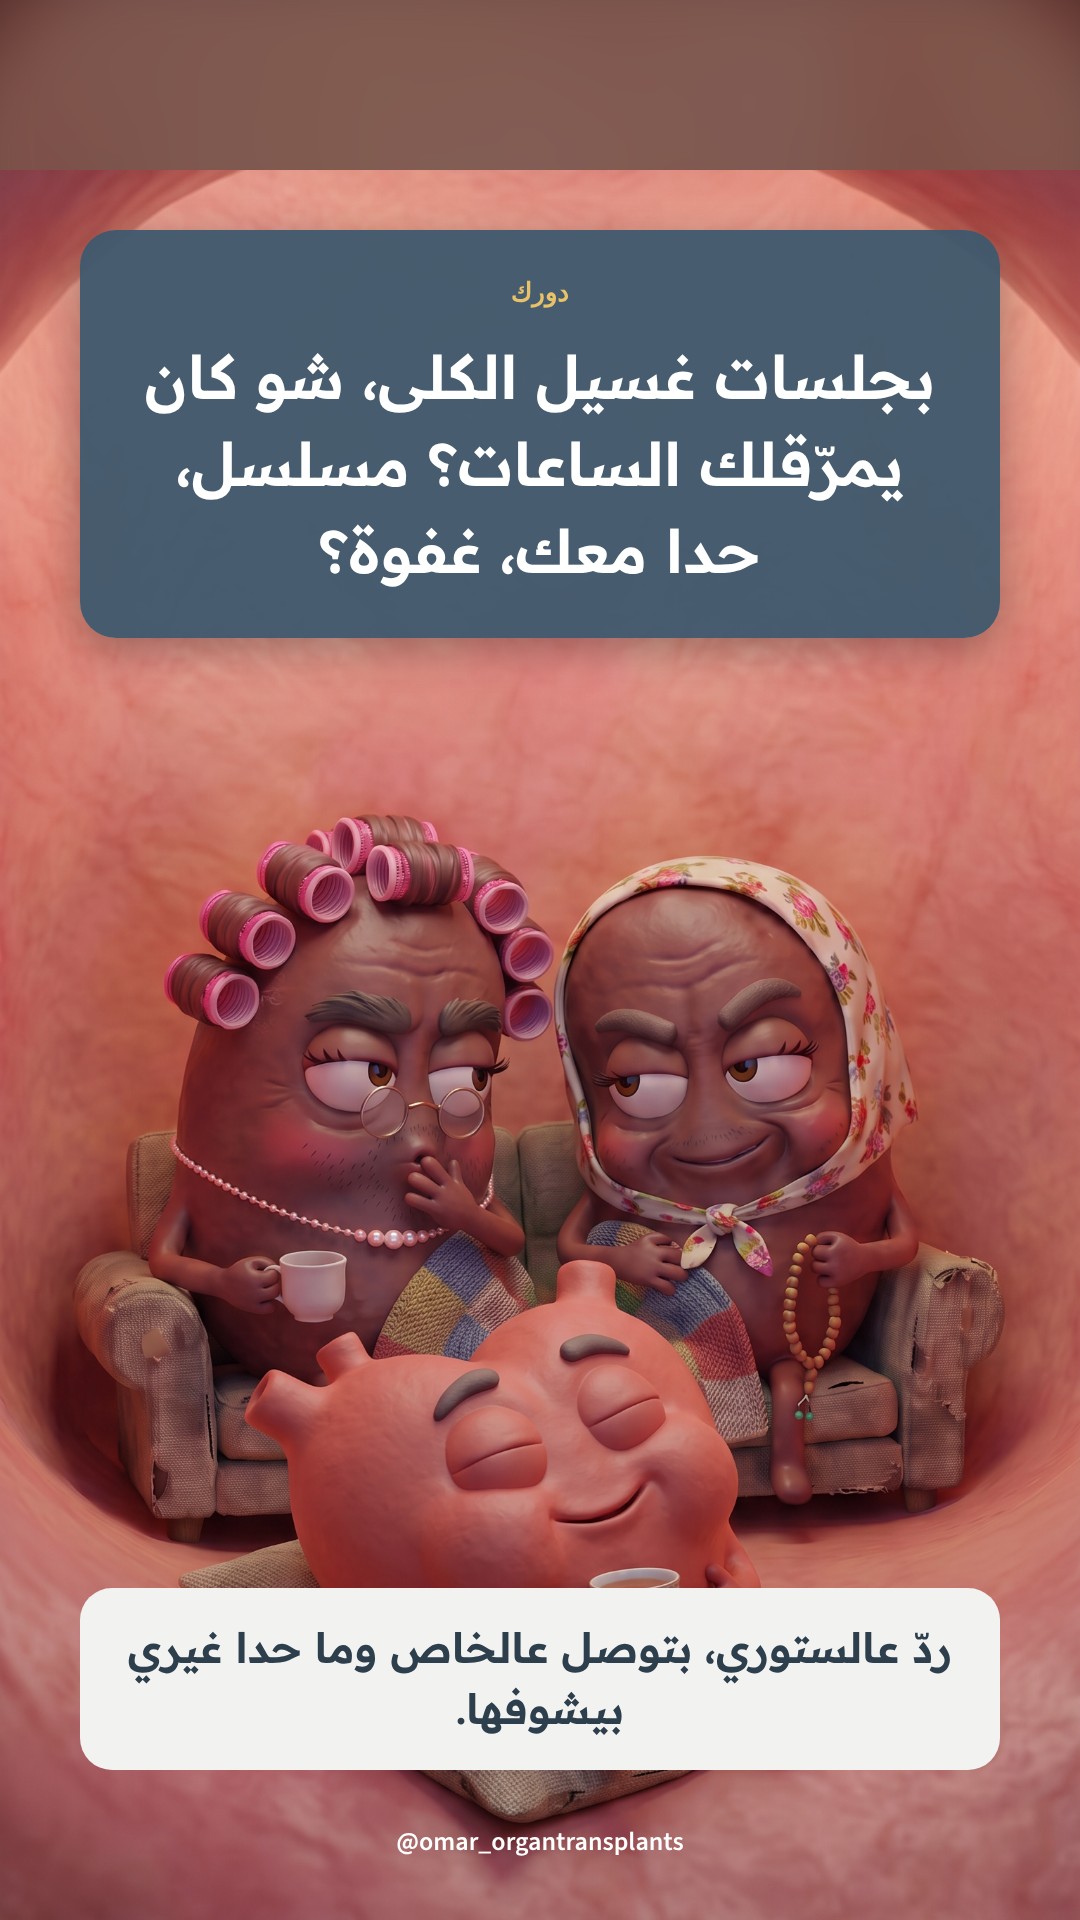 دورك
بجلسات غسيل الكلى، شو كان
يمرّقلك الساعات؟ مسلسل،
حدا معك، غفوة؟
ردّ عالستوري، بتوصل عالخاص وما حدا غيري
بيشوفها.
@omar_organtransplants